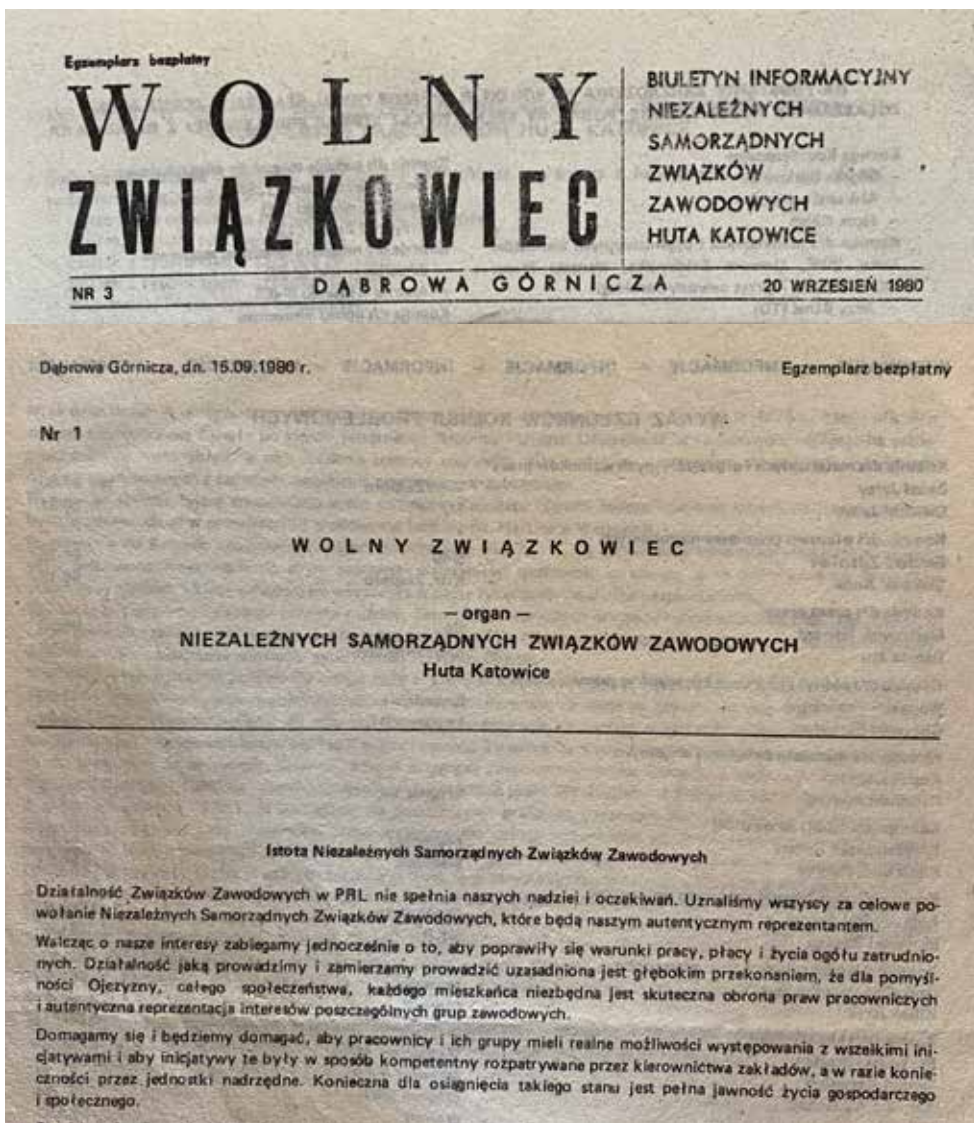 Egzemplarz bezpłatny
WOLNY
ZWIĄZKOWIEC
BIULETYN INFORMACYJNY
NIEZALEŻNYCH
SAMORZĄDNYCH
ZWIĄZKÓW
ZAWODOWYCH
HUTA KATOWICE
NR 3
DĄBROWA GÓRNICZA
20 WRZESIEŃ 1980
Dąbrowa Górnicza, dn. 15.09.1980 r.
Egzemplarz bezpłatny
Nr 1
WOLNY ZWIĄZKOWIEC
— organ —
NIEZALEŻNYCH SAMORZĄDNYCH ZWIĄZKÓW ZAWODOWYCH
Huta Katowice
Istota Niezależnych Samorządnych Związków Zawodowych
Działalność Związków Zawodowych w PRL nie spełnia naszych nadziei i oczekiwań. Uznaliśmy wszyscy za celowe po-
wołanie Niezależnych Samorządnych Związków Zawodowych, które będą naszym autentycznym reprezentantem.
Walcząc o nasze interesy zabiegamy jednocześnie o to, aby poprawiły się warunki pracy, płacy i życia ogółu zatrudnio-
nych. Działalność jaką prowadzimy i zamierzamy prowadzić uzasadniona jest głębokim przekonaniem, że dla pomyśl-
ności Ojczyzny, całego społeczeństwa, każdego mieszkańca niezbędna jest skuteczna obrona praw pracowniczych
i autentyczna reprezentacja interesów poszczególnych grup zawodowych.
Domagamy się i będziemy domagać, aby pracownicy i ich grupy mieli realne możliwości występowania z wszelkimi ini-
cjatywami i aby inicjatywy te były w sposób kompetentny rozpatrywane przez kierownictwa zakładów, a w razie konie-
czności przez jednostki nadrzędne. Konieczna dla osiągnięcia takiego stanu jest pełna jawność życia gospodarczego
i społecznego.